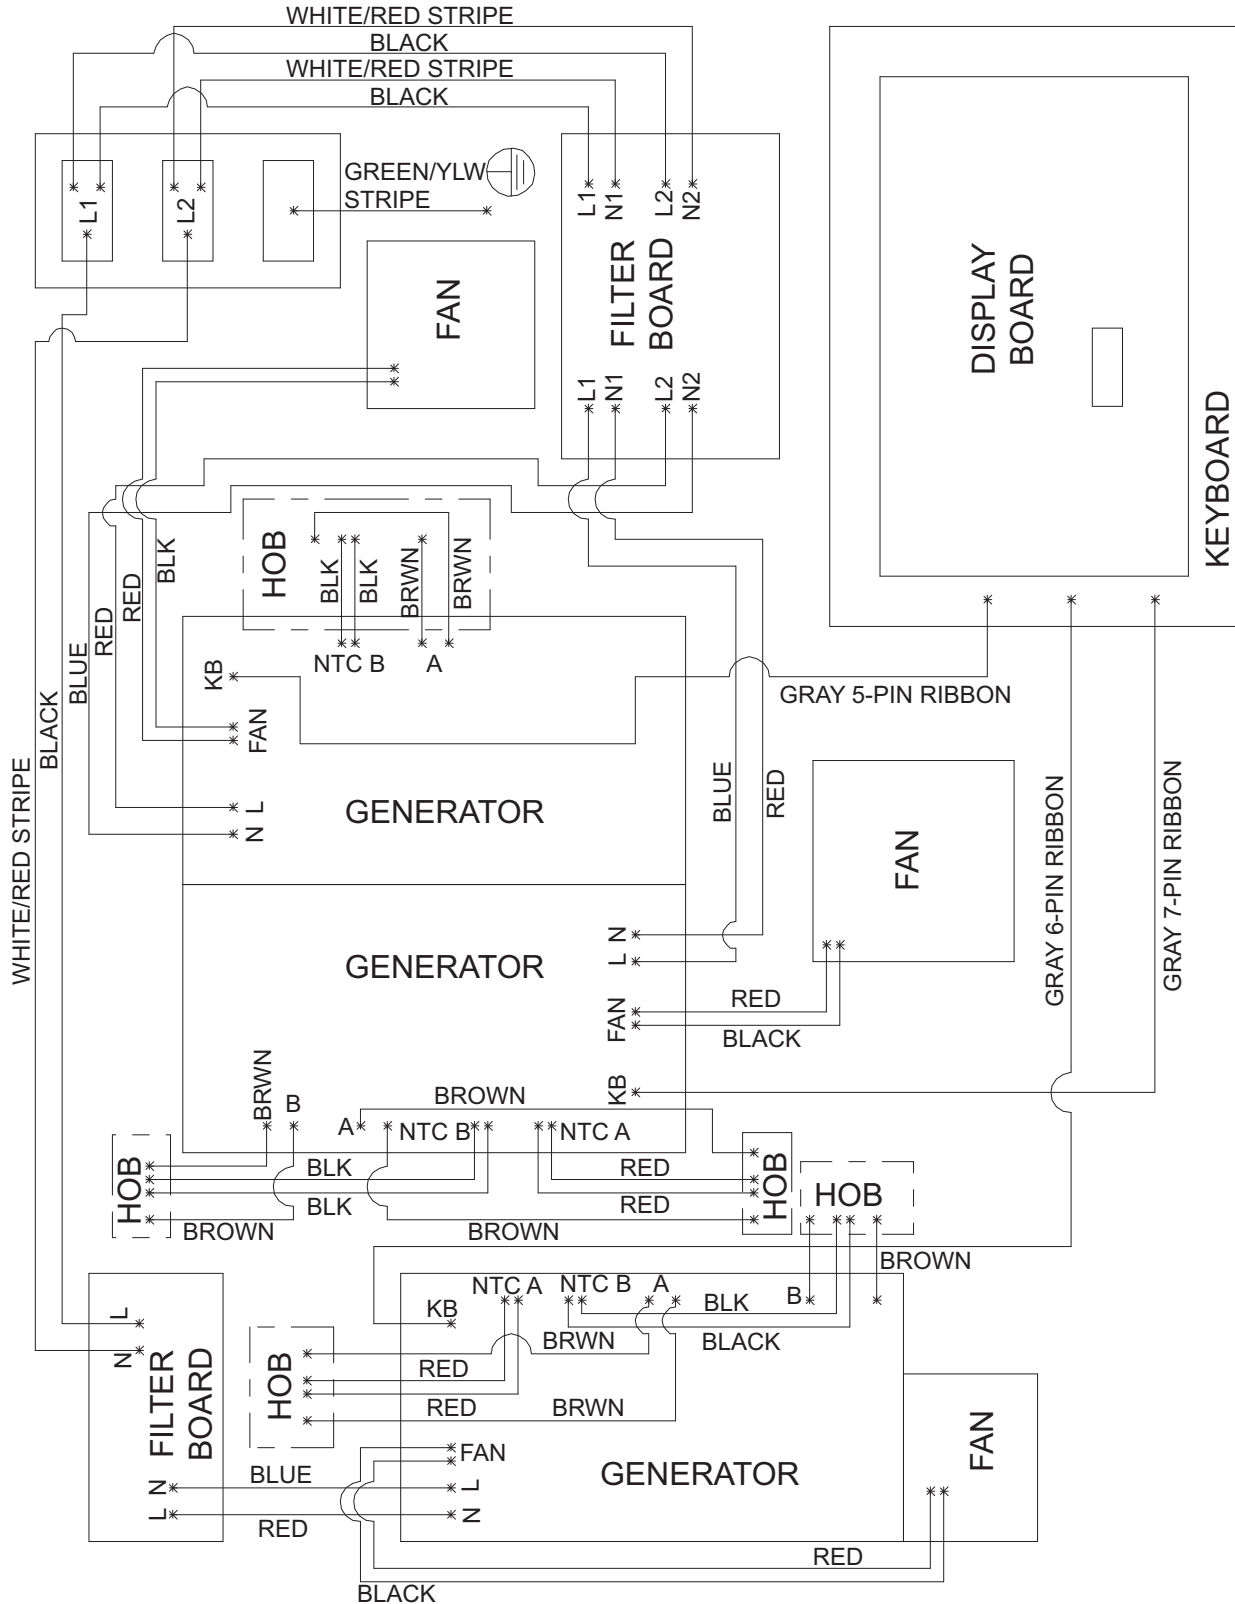 WHITE/RED STRIPE
BLACK
WHITE/RED STRIPE
BLACK
L1
L2
GREEN/YLW
STRIPE
L1
N1
L2
N2
FILTER
BOARD
L1
N1
L2
N2
FAN
DISPLAY
BOARD
KEYBOARD
HOB
BLK
BLK
BRWN
BRWN
BLK
RED
RED
BLUE
BLACK
WHITE/RED STRIPE
NTC B
A
KB
FAN
L
N
GENERATOR
GRAY 5-PIN RIBBON
BLUE
RED
FAN
GRAY 6-PIN RIBBON
GRAY 7-PIN RIBBON
GENERATOR
N
L
FAN
RED
BLACK
KB
BRWN
B
A
BROWN
NTC B
NTC A
HOB
BLK
BLK
BROWN
RED
RED
BROWN
HOB
HOB
BROWN
L
N
FILTER
BOARD
N
L
KB
NTC A
NTC B
A
BLK
BLACK
B
HOB
BRWN
RED
RED
BRWN
FAN
BLUE
L
RED
N
GENERATOR
FAN
RED
BLACK